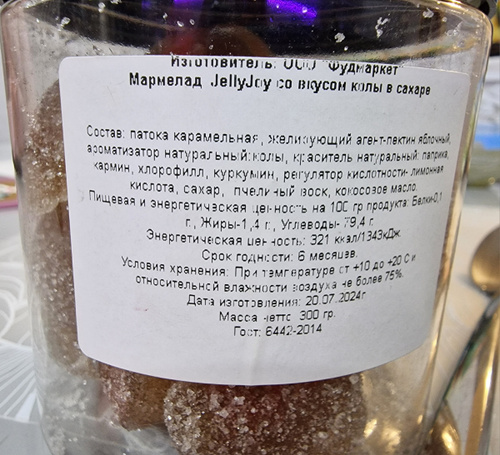 Изготовитель: ООО "Фудмаркет"
Мармелад JellyJoy со вкусом колы в сахаре
Состав: патока карамельная, желирующий агент-пектин яблочный,
ароматизатор натуральный:колы, краситель натуральный: паприка,
кармин, хлорофилл, куркумин, регулятор кислотности- лимонная
кислота, сахар, пчелиный воск, кокосовое масло.
Пищевая и энергетическая ценность на 100 гр продукта: Белки-0,1
г., Жиры-1,4 г., Углеводы- 79,4 г.
Энергетическая ценность: 321 ккал/1343кДж.
Срок годности: 6 месяцев.
Условия хранения: При температуре от +10 до +20 С и
относительной влажности воздуха не более 75%.
Дата изготовления: 20.07.2024г
Масса нетто: 300 гр.
Гост: 6442-2014